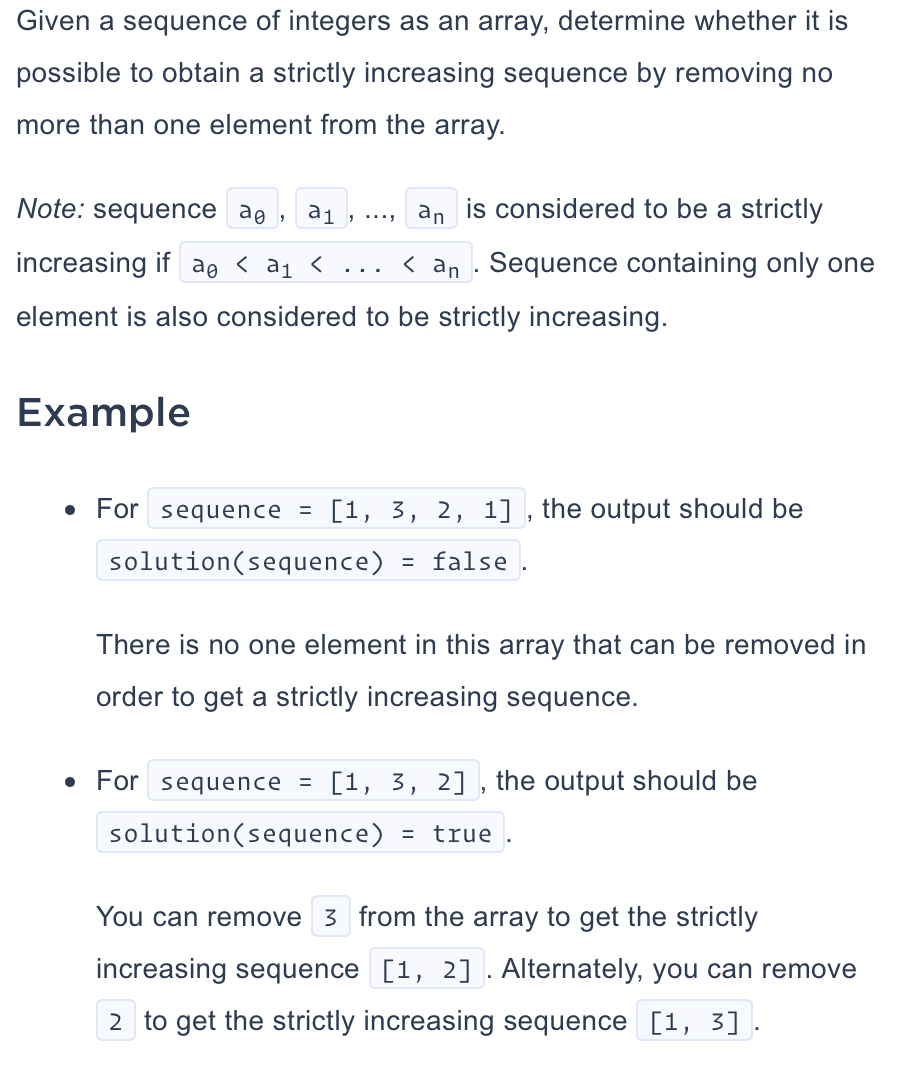 Given a sequence of integers as an array, determine whether it is
possible to obtain a strictly increasing sequence by removing no
more than one element from the array.
Note: sequence a₀, a₁, ..., aₙ is considered to be a strictly
increasing if a₀ < a₁ < ... < aₙ. Sequence containing only one
element is also considered to be strictly increasing.
Example
• For sequence = [1, 3, 2, 1], the output should be
solution(sequence) = false.
There is no one element in this array that can be removed in
order to get a strictly increasing sequence.
• For sequence = [1, 3, 2], the output should be
solution(sequence) = true.
You can remove 3 from the array to get the strictly
increasing sequence [1, 2]. Alternately, you can remove
2 to get the strictly increasing sequence [1, 3].